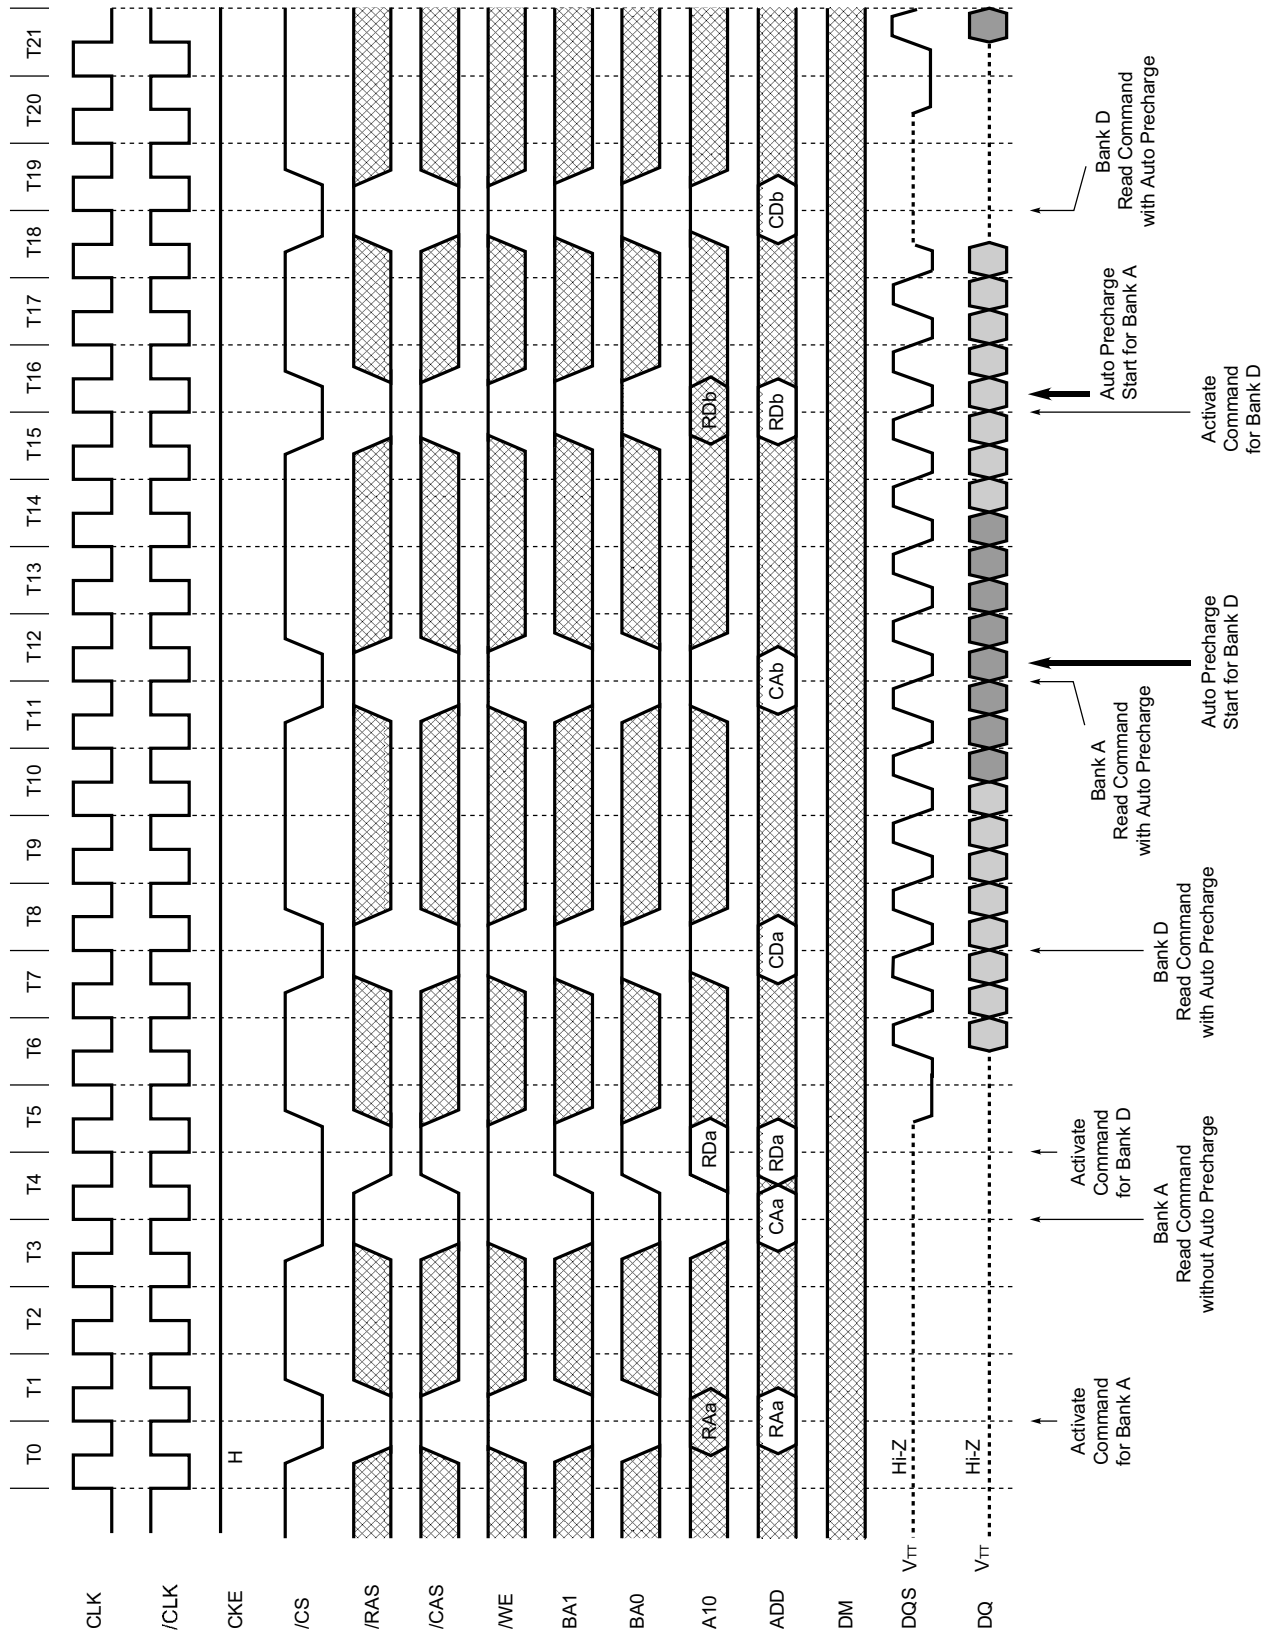 T0 T1 T2 T3 T4 T5 T6 T7 T8 T9 T10 T11 T12 T13 T14 T15 T16 T17 T18 T19 T20 T21
CLK
/CLK
CKE
H
/CS
/RAS
/CAS
/WE
BA1
BA0
A10
RAa RDa RDb
ADD
RAa CAa RDa CDa CAb RDb CDb
DM
DQS
VTT
Hi-Z
DQ
VTT
Hi-Z
Activate
Command
for Bank A
Bank A
Read Command
without Auto Precharge
Activate
Command
for Bank D
Bank D
Read Command
with Auto Precharge
Bank A
Read Command
with Auto Precharge
Auto Precharge
Start for Bank D
Activate
Command
for Bank D
Auto Precharge
Start for Bank A
Bank D
Read Command
with Auto Precharge